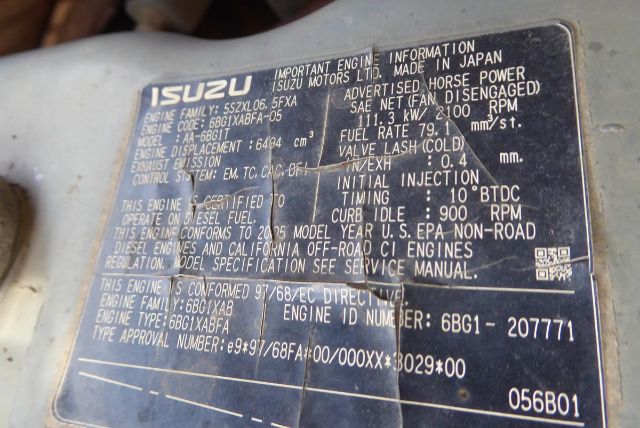 ISUZU
IMPORTANT ENGINE INFORMATION
ISUZU MOTORS LTD. MADE IN JAPAN
ENGINE FAMILY: 5SZXL06.5FXA
ENGINE CODE: 6BG1XABFA-05
MODEL : AA-6BG1T
ENGINE DISPLACEMENT : 6494 cm³
EXHAUST EMISSION
CONTROL SYSTEM: EM, TC, CAC, DFI
ADVERTISED HORSE POWER
SAE NET (FAN DISENGAGED)
111.3 kW/ 2100 RPM
FUEL RATE 79.1 mm³/st.
VALVE LASH (COLD)
IN/EXH : 0.4 mm.
INITIAL INJECTION
TIMING : 10°BTDC
CURB IDLE : 900 RPM
THIS ENGINE IS
OPERATE ON DIESEL FUEL.
THIS ENGINE CONFORMS TO 2005 MODEL YEAR U.S. EPA NON-ROAD
DIESEL ENGINES AND CALIFORNIA OFF-ROAD CI ENGINES
REGULATION. MODEL SPECIFICATION SEE SERVICE MANUAL.
THIS ENGINE IS CONFORMED 97/68/EC DIRECTIVE.
ENGINE FAMILY: 6BG1XAB
ENGINE TYPE: 6BG1XABFA
ENGINE ID NUMBER: 6BG1- 207771
TYPE APPROVAL NUMBER: e9*97/68FA*00/000XX*3029*00
056B01